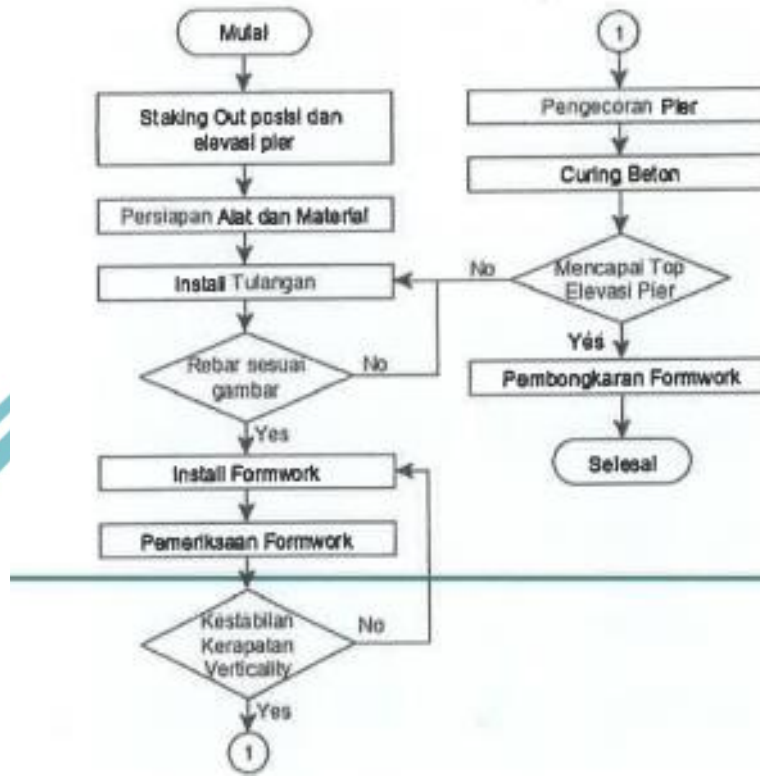 Mulai
Staking Out posisi dan
elevasi pier
Persiapan Alat dan Material
Install Tulangan
Rebar sesuai
gambar
No
Yes
Install Formwork
Pemeriksaan Formwork
Kestabilan
Kerapatan
Verticality
No
Yes
1
1
Pengecoran Pier
Curing Beton
Mencapai Top
Elevasi Pier
No
Yes
Pembongkaran Formwork
Selesai